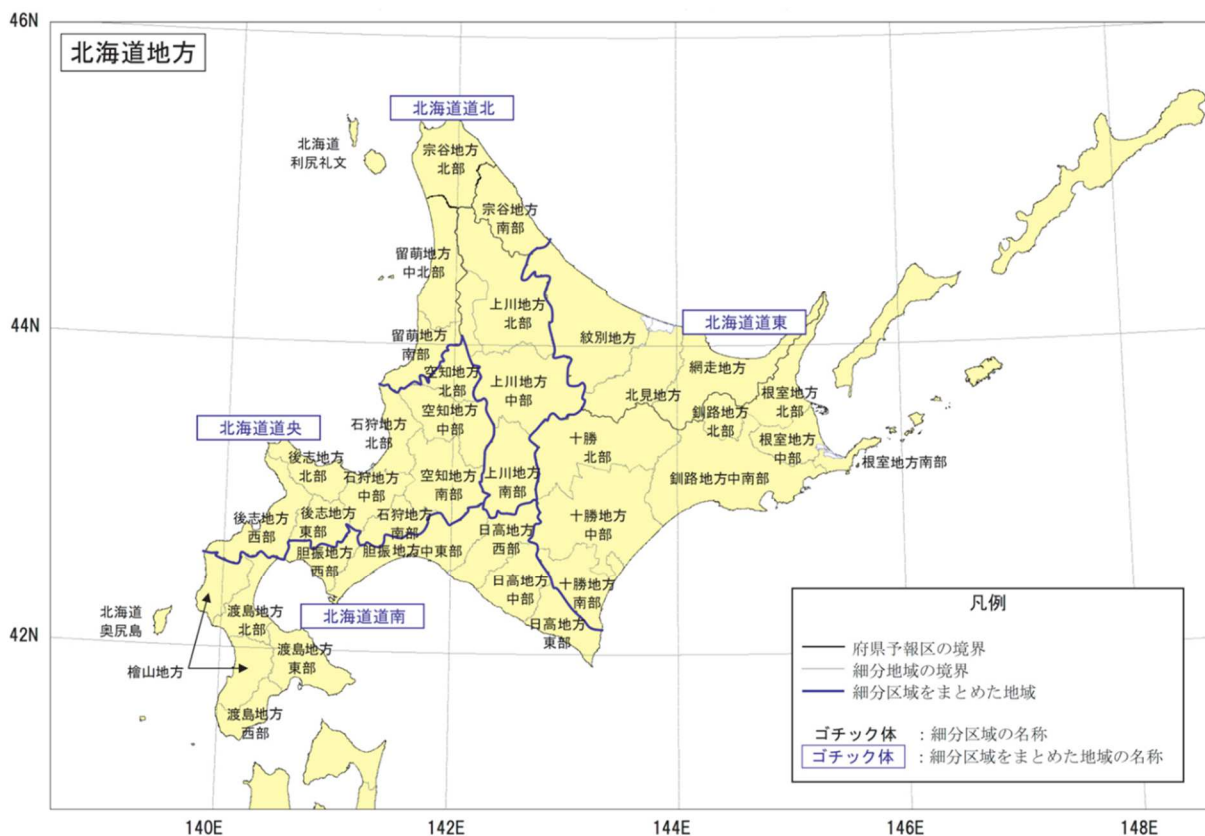 46N
北海道地方
北海道道北
北海道
利尻礼文
宗谷地方
北部
宗谷地方
南部
留萌地方
中北部
上川地方
北部
44N
北海道道東
留萌地方
南部
紋別地方
空知地方
北部
上川地方
中部
網走地方
北見地方
根室地方
北部
空知地方
中部
釧路地方
北部
石狩地方
北部
北海道道央
十勝
北部
根室地方
中部
根室地方南部
後志地方
北部
石狩地方
中部
空知地方
南部
上川地方
南部
釧路地方中南部
後志地方
西部
後志地方
東部
石狩地方
南部
十勝地方
中部
日高地方
西部
胆振地方
西部
胆振地方中東部
日高地方
中部
十勝地方
南部
北海道
奥尻島
北海道道南
渡島地方
北部
日高地方
東部
42N
渡島地方
東部
檜山地方
渡島地方
西部
凡例
府県予報区の境界
細分地域の境界
細分区域をまとめた地域
ゴチック体 ：細分区域の名称
ゴチック体 ：細分区域をまとめた地域の名称
140E
142E
144E
146E
148E